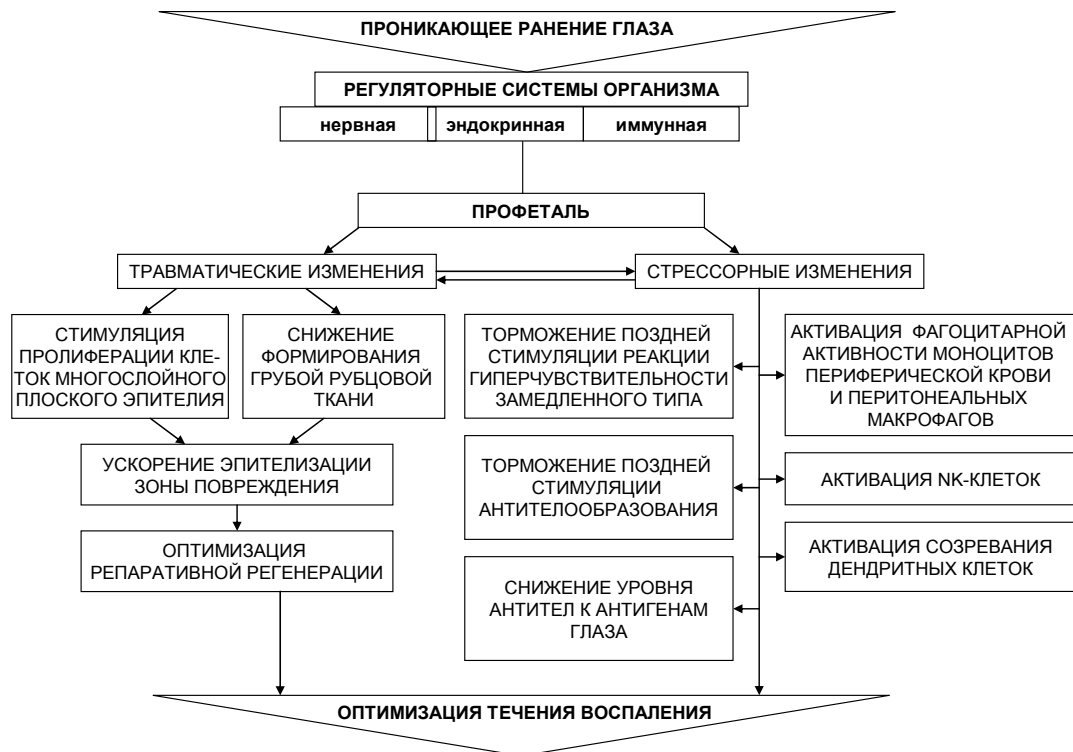 ПРОНИКАЮЩЕЕ РАНЕНИЕ ГЛАЗА
РЕГУЛЯТОРНЫЕ СИСТЕМЫ ОРГАНИЗМА
нервная
эндокринная
иммунная
ПРОФЕТАЛЬ
ТРАВМАТИЧЕСКИЕ ИЗМЕНЕНИЯ
СТРЕССОРНЫЕ ИЗМЕНЕНИЯ
СТИМУЛЯЦИЯ
ПРОЛИФЕРАЦИИ КЛЕ-
ТОК МНОГОСЛОЙНОГО
ПЛОСКОГО ЭПИТЕЛИЯ
СНИЖЕНИЕ
ФОРМИРОВАНИЯ
ГРУБОЙ РУБЦОВОЙ
ТКАНИ
УСКОРЕНИЕ ЭПИТЕЛИЗАЦИИ
ЗОНЫ ПОВРЕЖДЕНИЯ
ОПТИМИЗАЦИЯ
РЕПАРАТИВНОЙ РЕГЕНЕРАЦИИ
ТОРМОЖЕНИЕ ПОЗДНЕЙ
СТИМУЛЯЦИИ РЕАКЦИИ
ГИПЕРЧУВСТВИТЕЛЬНОСТИ
ЗАМЕДЛЕННОГО ТИПА
ТОРМОЖЕНИЕ ПОЗДНЕЙ
СТИМУЛЯЦИИ
АНТИТЕЛООБРАЗОВАНИЯ
СНИЖЕНИЕ УРОВНЯ
АНТИТЕЛ К АНТИГЕНАМ
ГЛАЗА
АКТИВАЦИЯ ФАГОЦИТАРНОЙ
АКТИВНОСТИ МОНОЦИТОВ
ПЕРИФЕРИЧЕСКОЙ КРОВИ
И ПЕРИТОНЕАЛЬНЫХ
МАКРОФАГОВ
АКТИВАЦИЯ NK-КЛЕТОК
АКТИВАЦИЯ СОЗРЕВАНИЯ
ДЕНДРИТНЫХ КЛЕТОК
ОПТИМИЗАЦИЯ ТЕЧЕНИЯ ВОСПАЛЕНИЯ